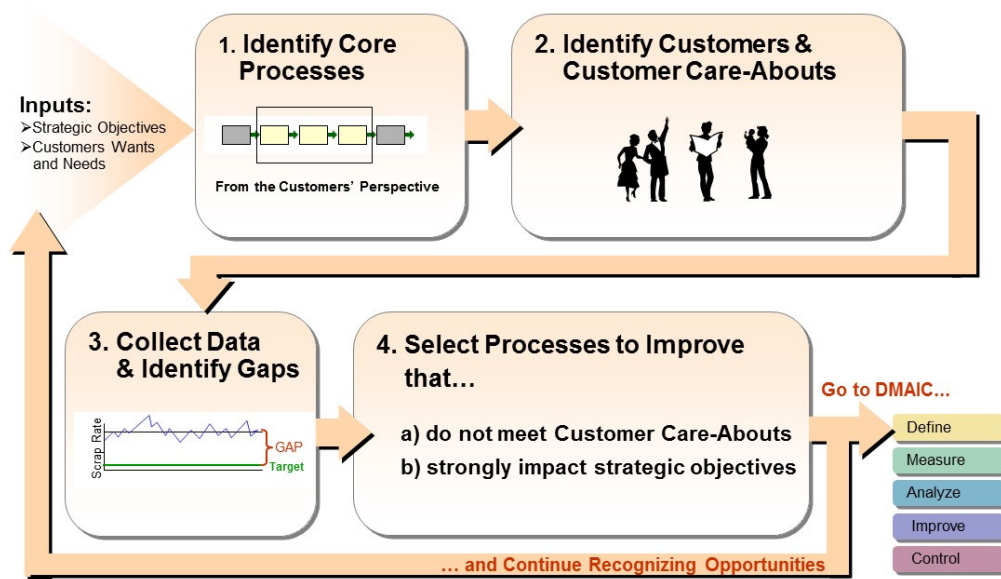 Inputs:
➢Strategic Objectives
➢Customers Wants
and Needs
1. Identify Core
Processes
From the Customers’ Perspective
2. Identify Customers &
Customer Care-Abouts
3. Collect Data
& Identify Gaps
Scrap Rate
GAP
Target
4. Select Processes to Improve
that…
a) do not meet Customer Care-Abouts
b) strongly impact strategic objectives
Go to DMAIC…
Define
Measure
Analyze
Improve
Control
… and Continue Recognizing Opportunities